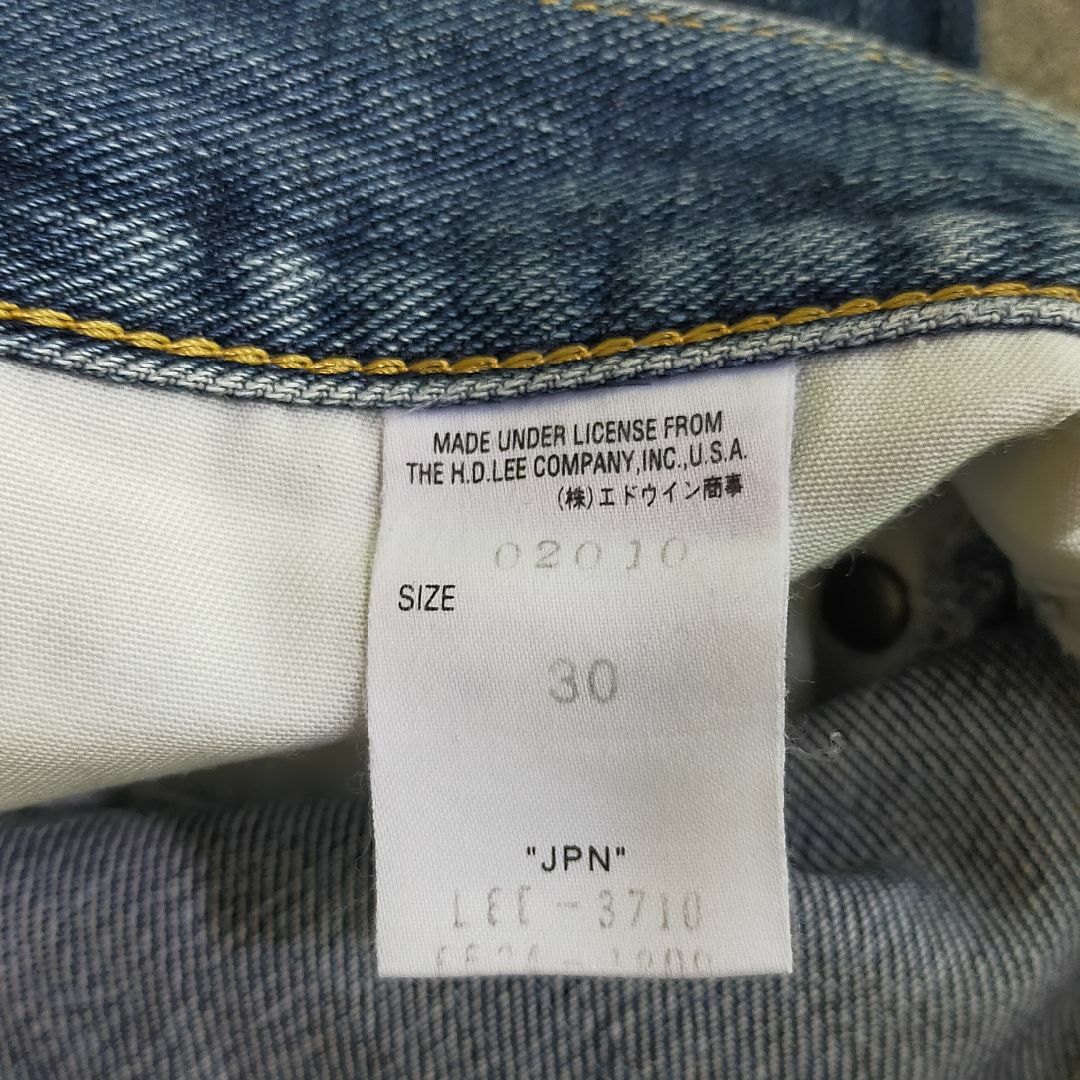 MADE UNDER LICENSE FROM
THE H.D.LEE COMPANY,INC.,U.S.A.
(株)エドウイン商事
02010
SIZE
30
"JPN"
LEE-3710